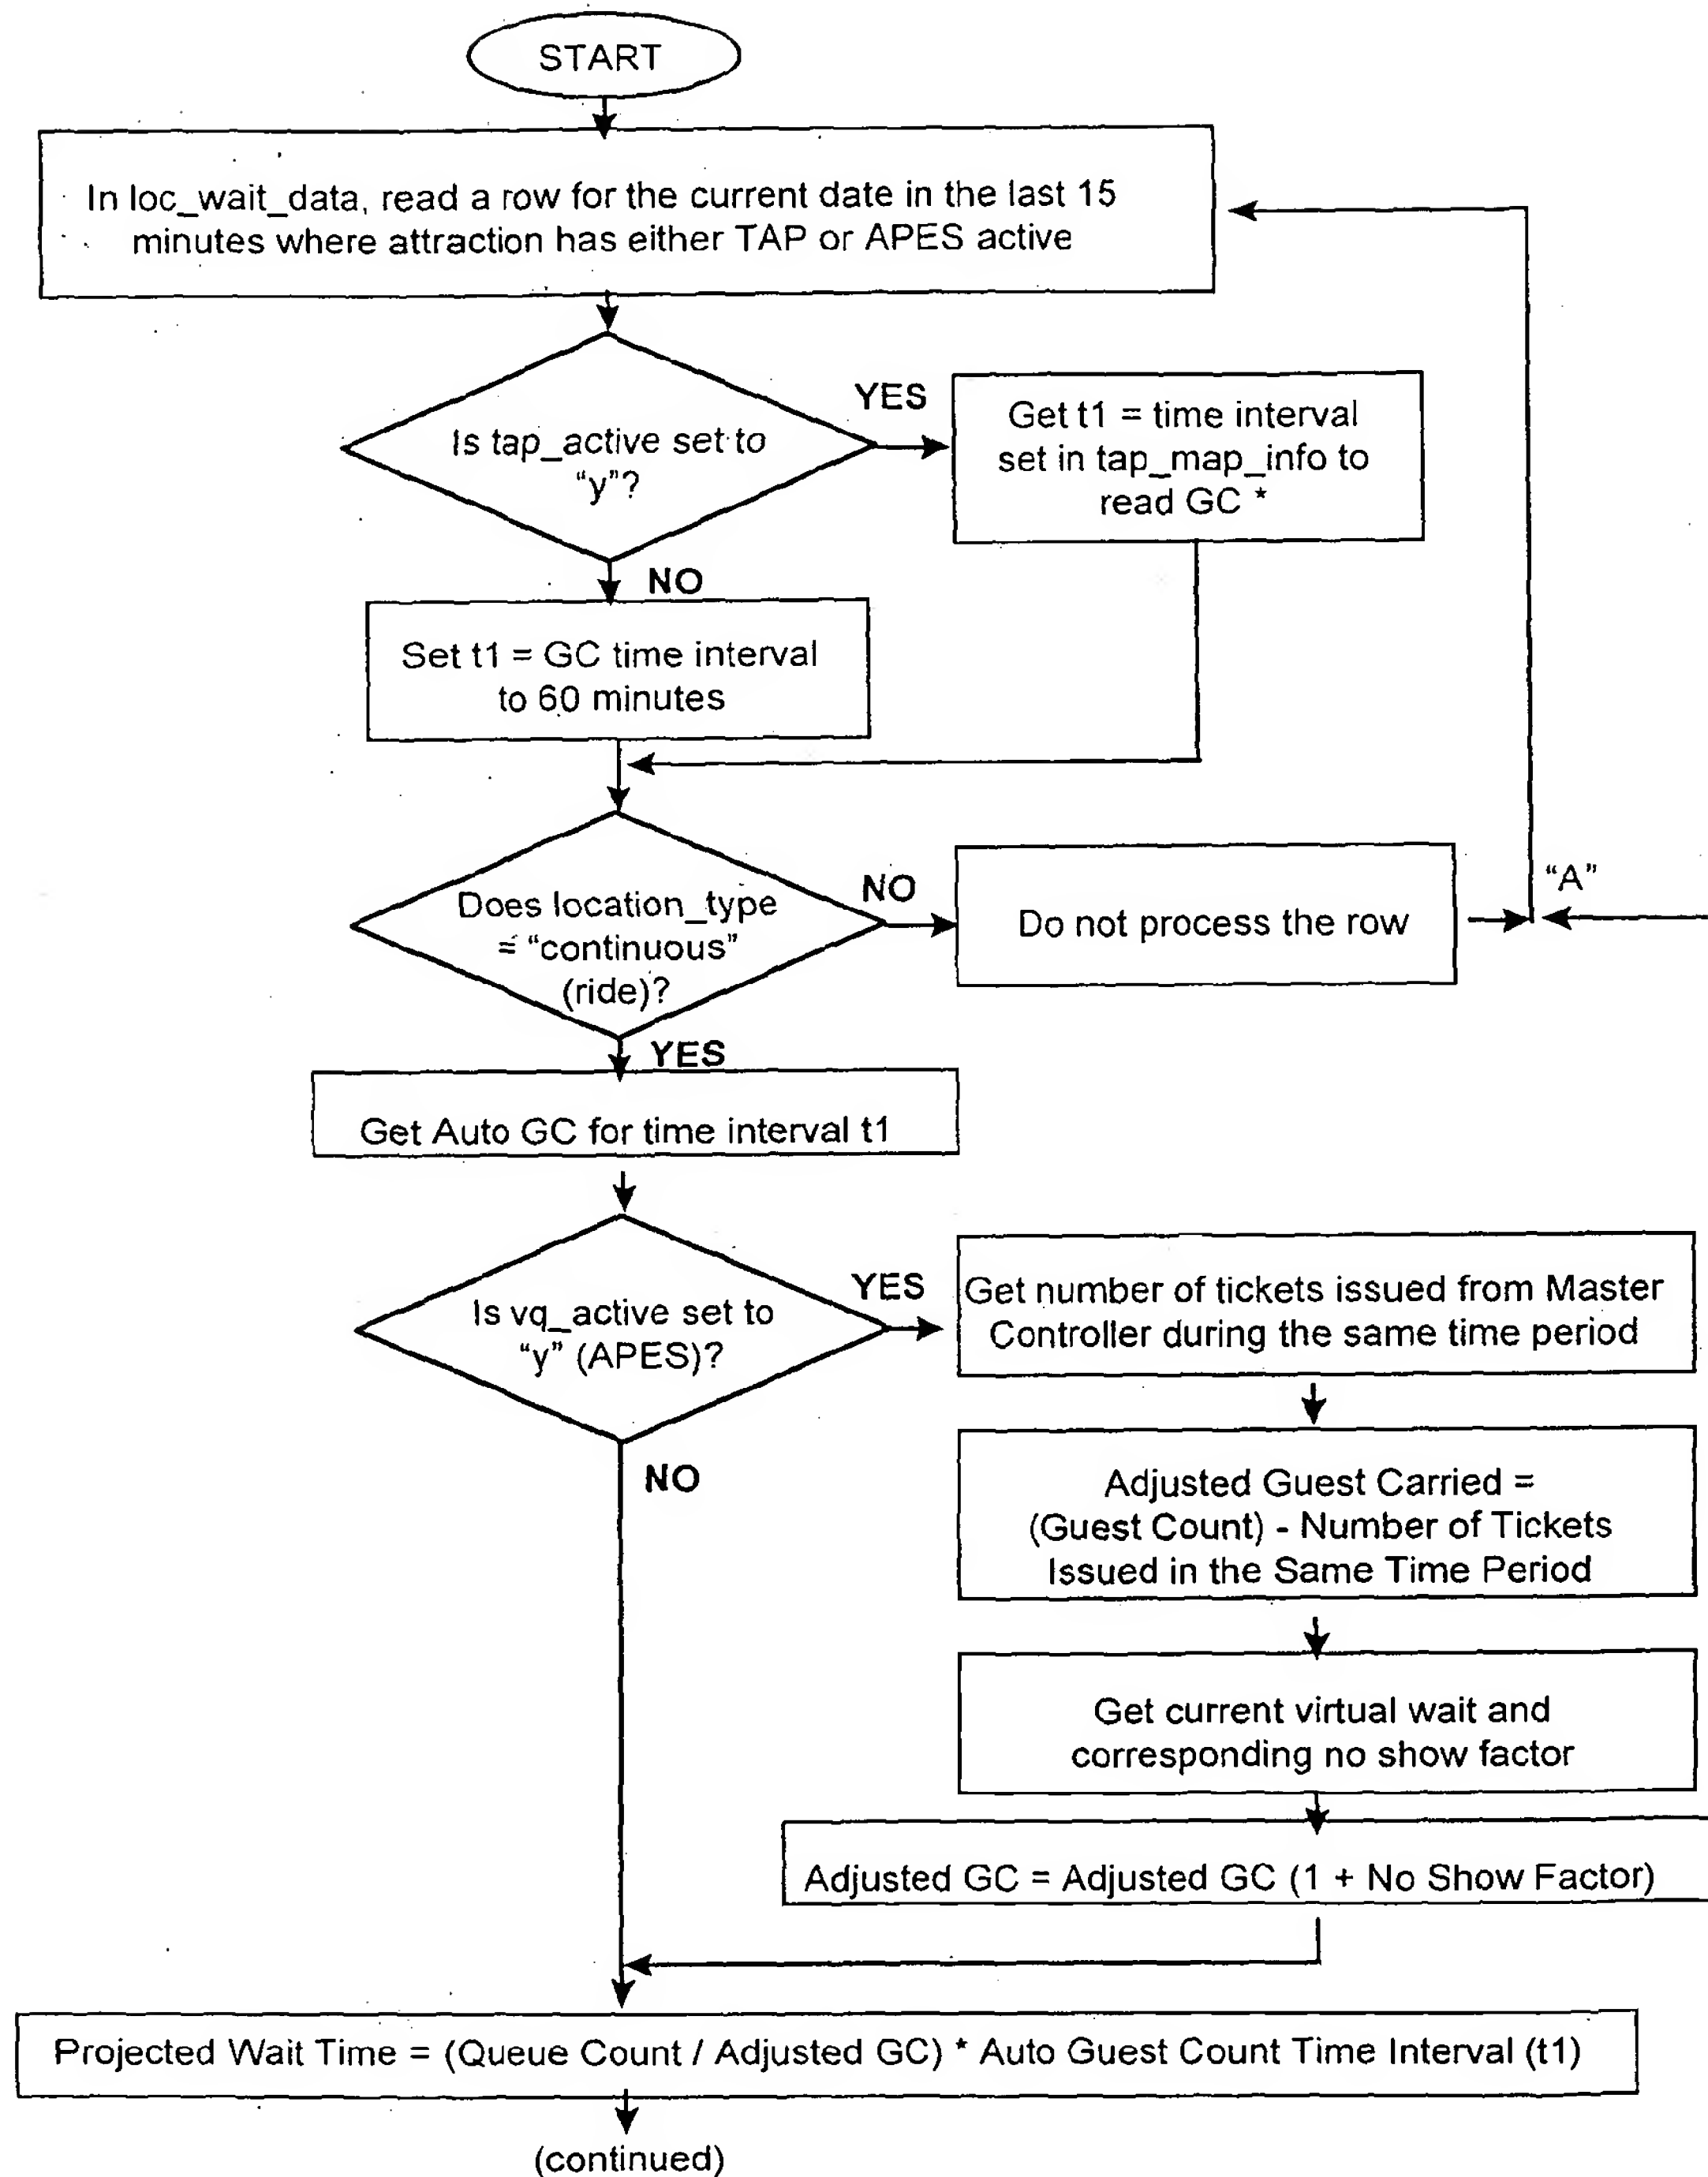 START
In loc_wait_data, read a row for the current date in the last 15
minutes where attraction has either TAP or APES active
Is tap_active set to
“y”?
YES
Get t1 = time interval
set in tap_map_info to
read GC *
NO
Set t1 = GC time interval
to 60 minutes
Does location_type
= “continuous”
(ride)?
NO
Do not process the row
“A”
YES
Get Auto GC for time interval t1
Is vq_active set to
“y” (APES)?
YES
Get number of tickets issued from Master
Controller during the same time period
NO
Adjusted Guest Carried =
(Guest Count) - Number of Tickets
Issued in the Same Time Period
Get current virtual wait and
corresponding no show factor
Adjusted GC = Adjusted GC (1 + No Show Factor)
Projected Wait Time = (Queue Count / Adjusted GC) * Auto Guest Count Time Interval (t1)
(continued)